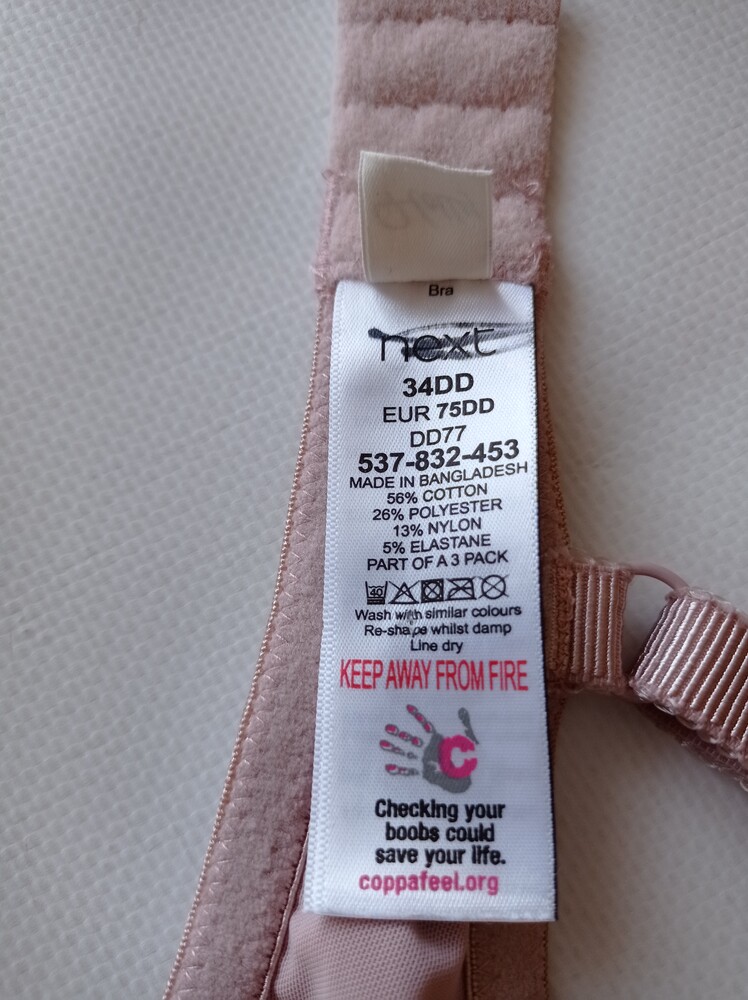 Bra
next
34DD
EUR 75DD
DD77
537-832-453
MADE IN BANGLADESH
56% COTTON
26% POLYESTER
13% NYLON
5% ELASTANE
PART OF A 3 PACK
40
Wash with similar colours
Re-shape whilst damp
Line dry
KEEP AWAY FROM FIRE
C
Checking your
boobs could
save your life.
coppafeel.org